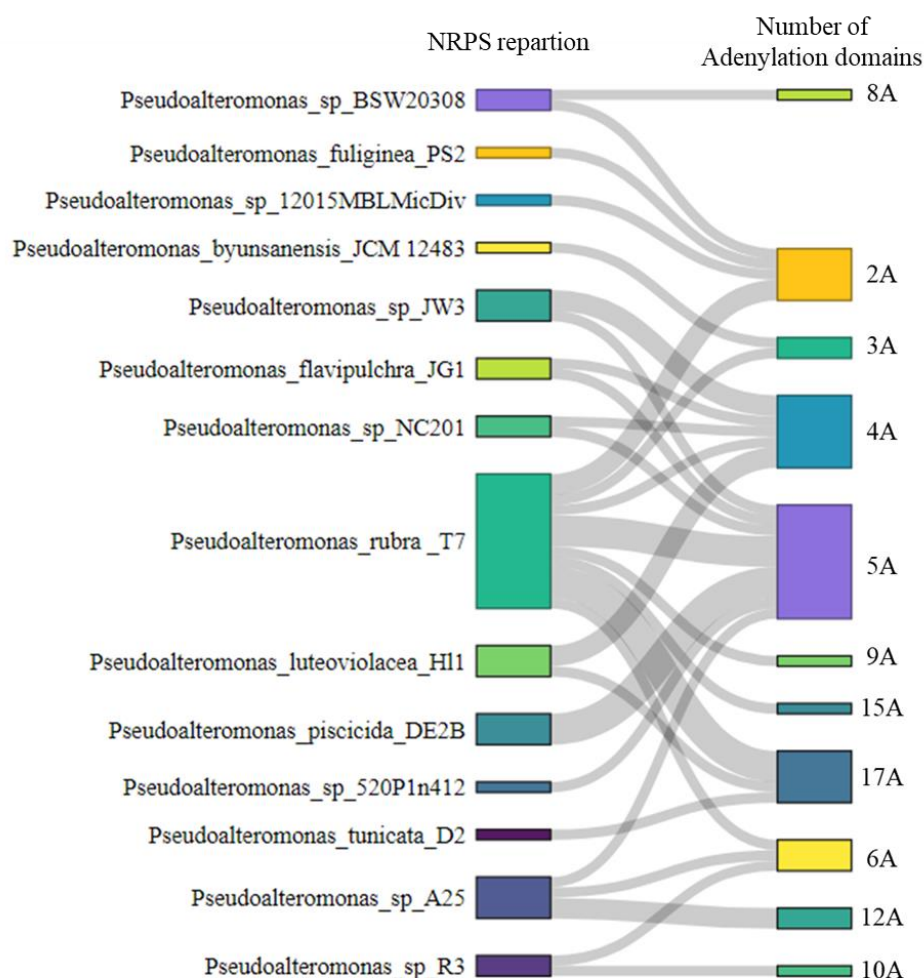 NRPS repartion
Number of
Adenylation domains
Pseudoalteromonas_sp_BSW20308
Pseudoalteromonas_fuliginea_PS2
Pseudoalteromonas_sp_12015MBLMicDiv
Pseudoalteromonas_byunsanensis_JCM 12483
Pseudoalteromonas_sp_JW3
Pseudoalteromonas_flavipulchra_JG1
Pseudoalteromonas_sp_NC201
Pseudoalteromonas_rubra _T7
Pseudoalteromonas_luteoviolacea_Hl1
Pseudoalteromonas_piscicida_DE2B
Pseudoalteromonas_sp_520P1n412
Pseudoalteromonas_tunicata_D2
Pseudoalteromonas_sp_A25
Pseudoalteromonas_sp_R3
8A
2A
3A
4A
5A
9A
15A
17A
6A
12A
10A